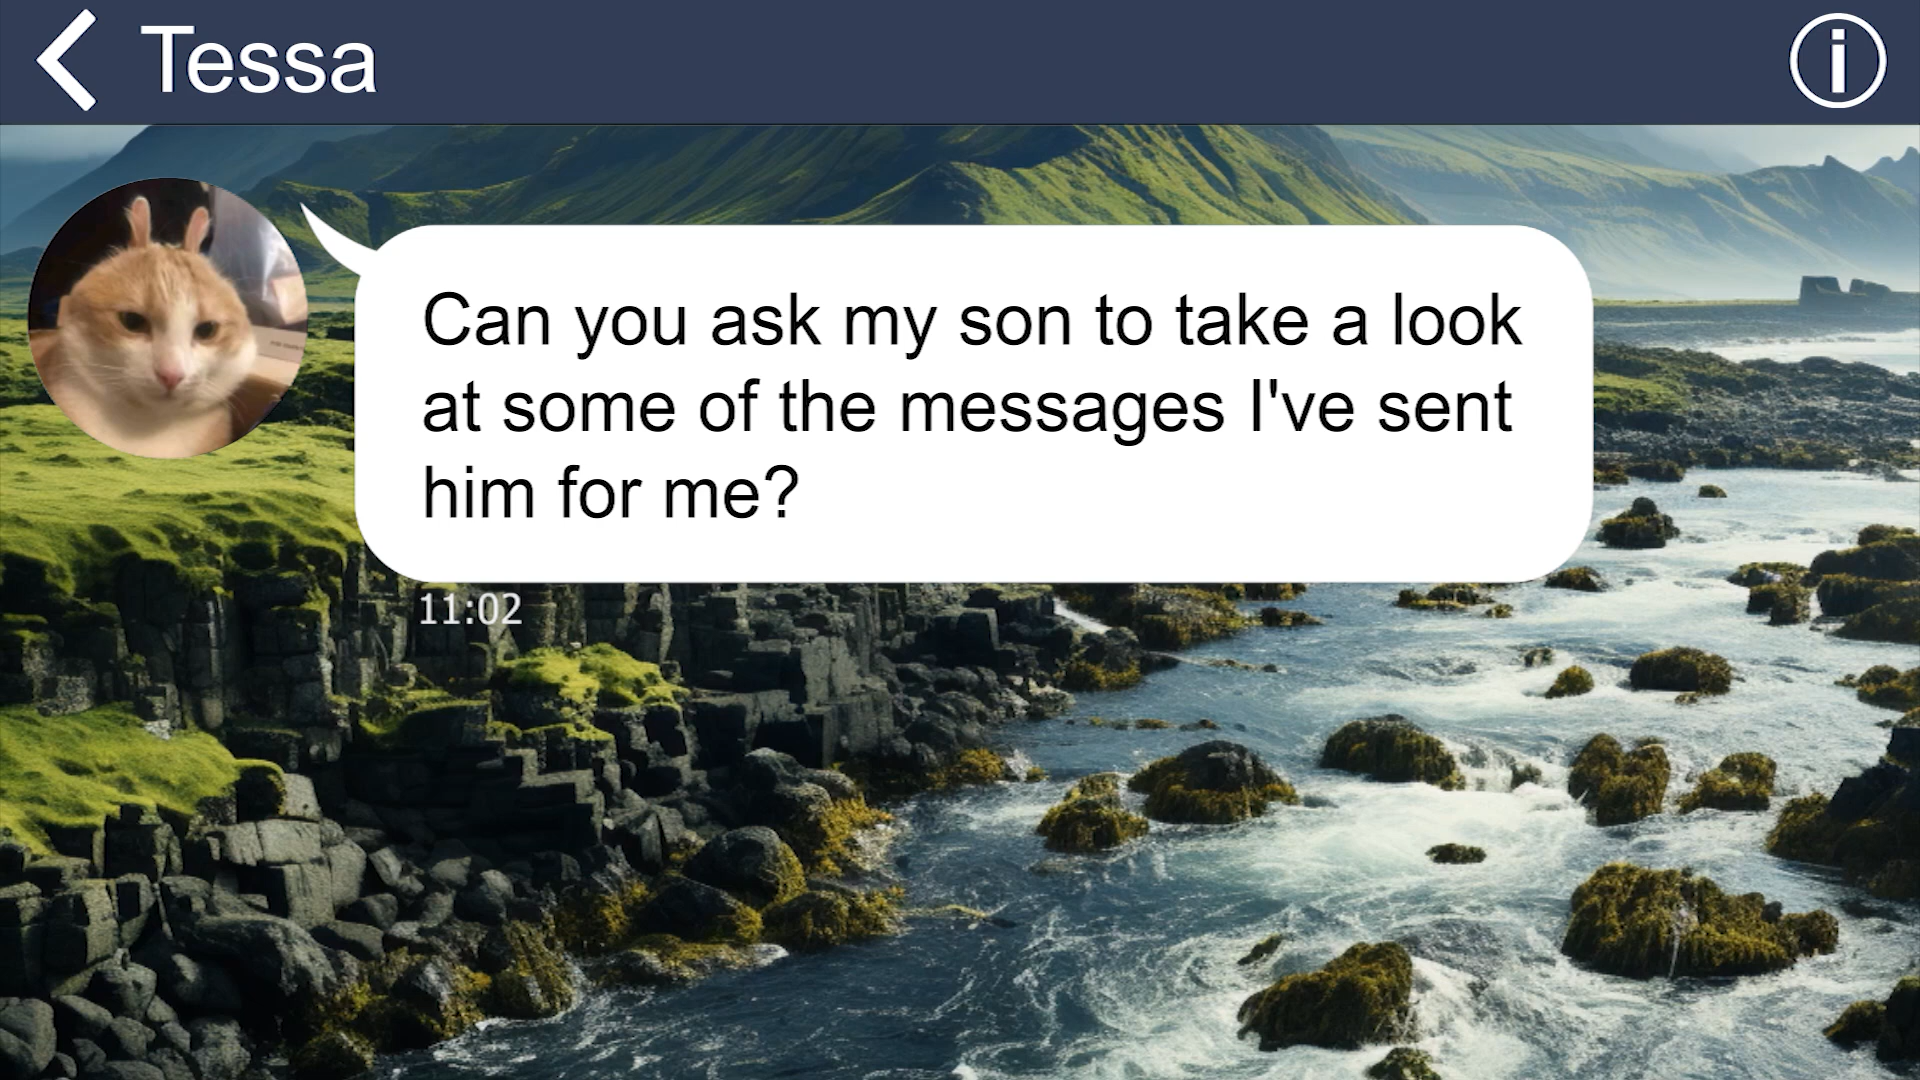 Tessa
Can you ask my son to take a look
at some of the messages I've sent
him for me?
11:02